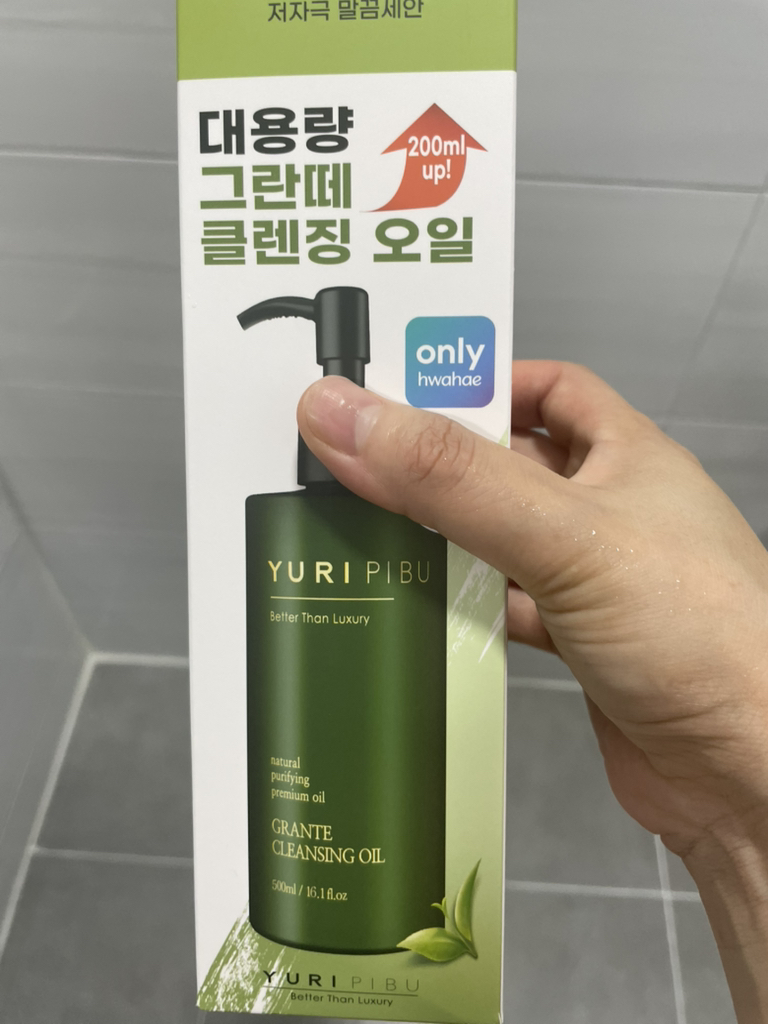 저자극 말끔세안
대용량
200ml
up!
그란떼
클렌징 오일
only
hwahae
YURI PIBU
Better Than Luxury
natural
purifying
premium oil
GRANTE
CLEANSING OIL
500ml / 16.1 fl.oz
YURI PIBU
Better Than Luxury